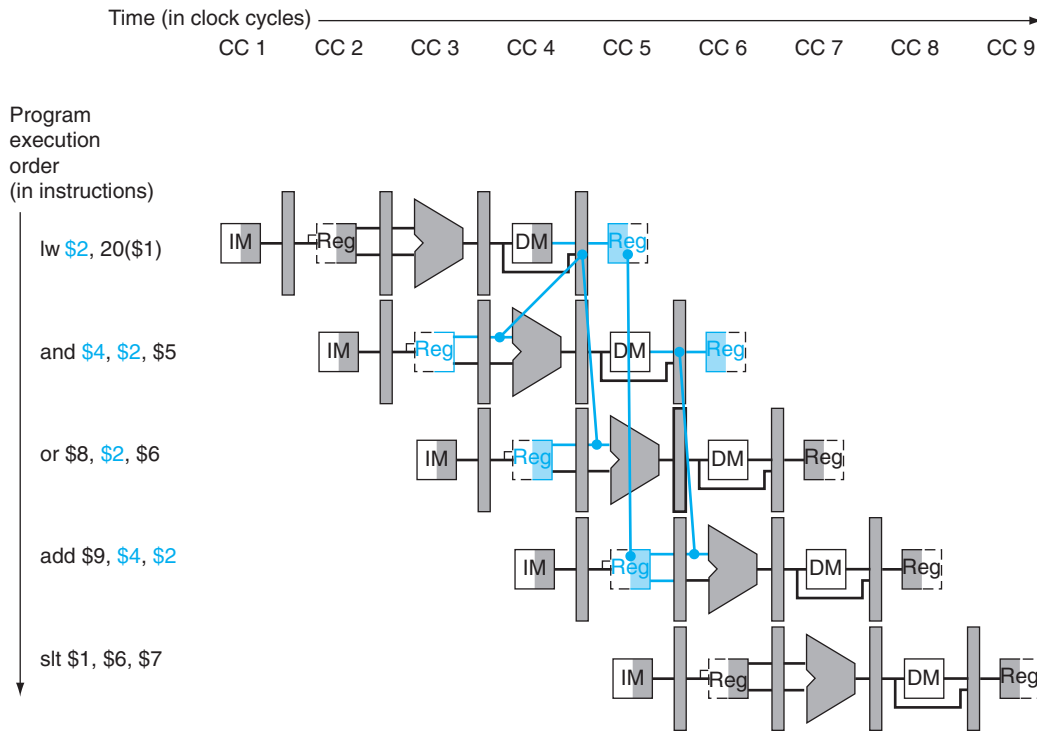 Time (in clock cycles)
CC 1 CC 2 CC 3 CC 4 CC 5 CC 6 CC 7 CC 8 CC 9
Program
execution
order
(in instructions)
lw $2, 20($1) IM Reg DM Reg
and $4, $2, $5 IM Reg DM Reg
or $8, $2, $6 IM Reg DM Reg
add $9, $4, $2 IM Reg DM Reg
slt $1, $6, $7 IM Reg DM Reg